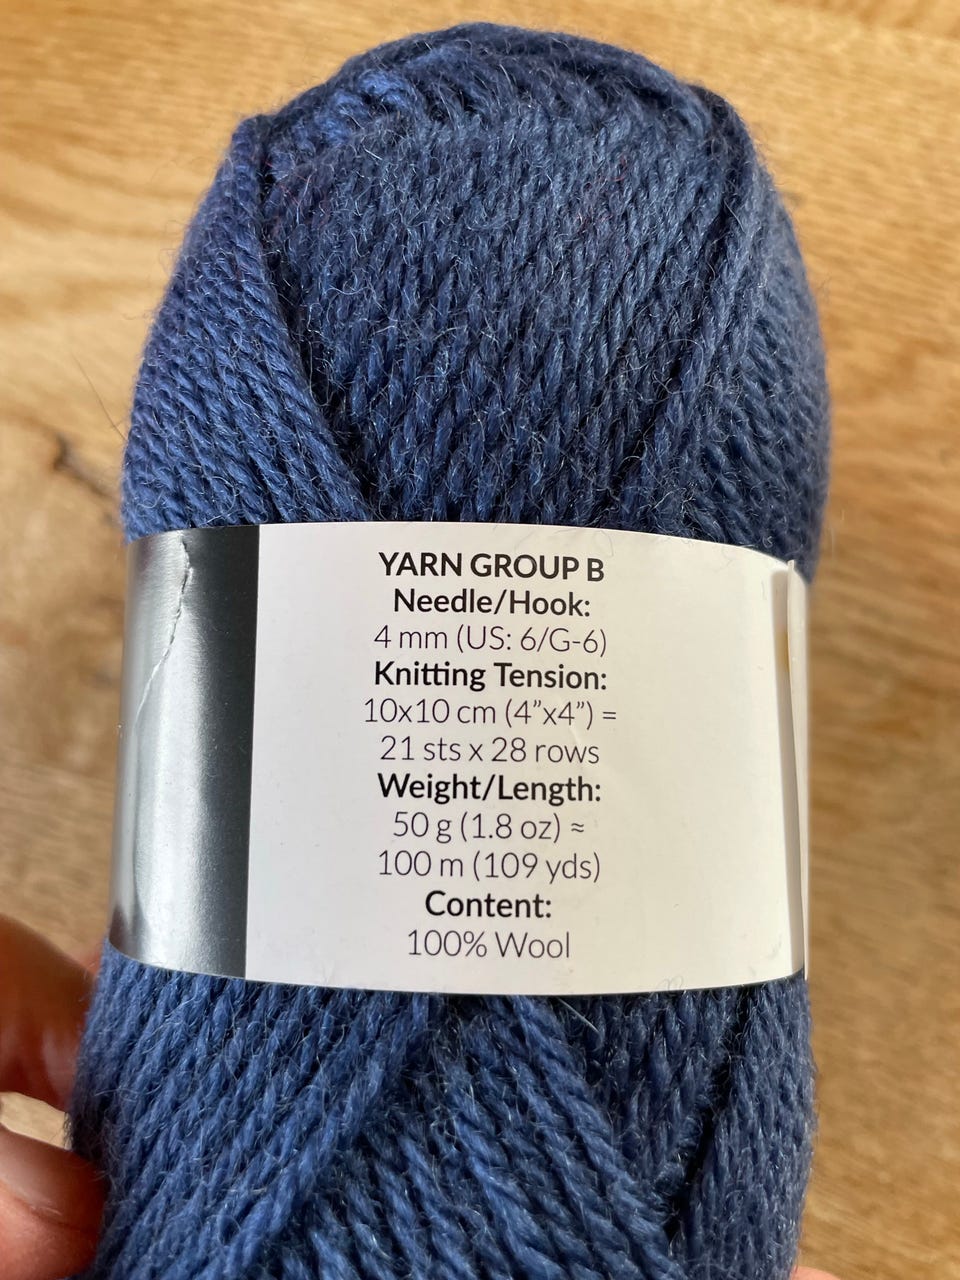 YARN GROUP B
Needle/Hook:
4 mm (US: 6/G-6)
Knitting Tension:
10x10 cm (4”x4”) =
21 sts x 28 rows
Weight/Length:
50 g (1.8 oz) ≈
100 m (109 yds)
Content:
100% Wool